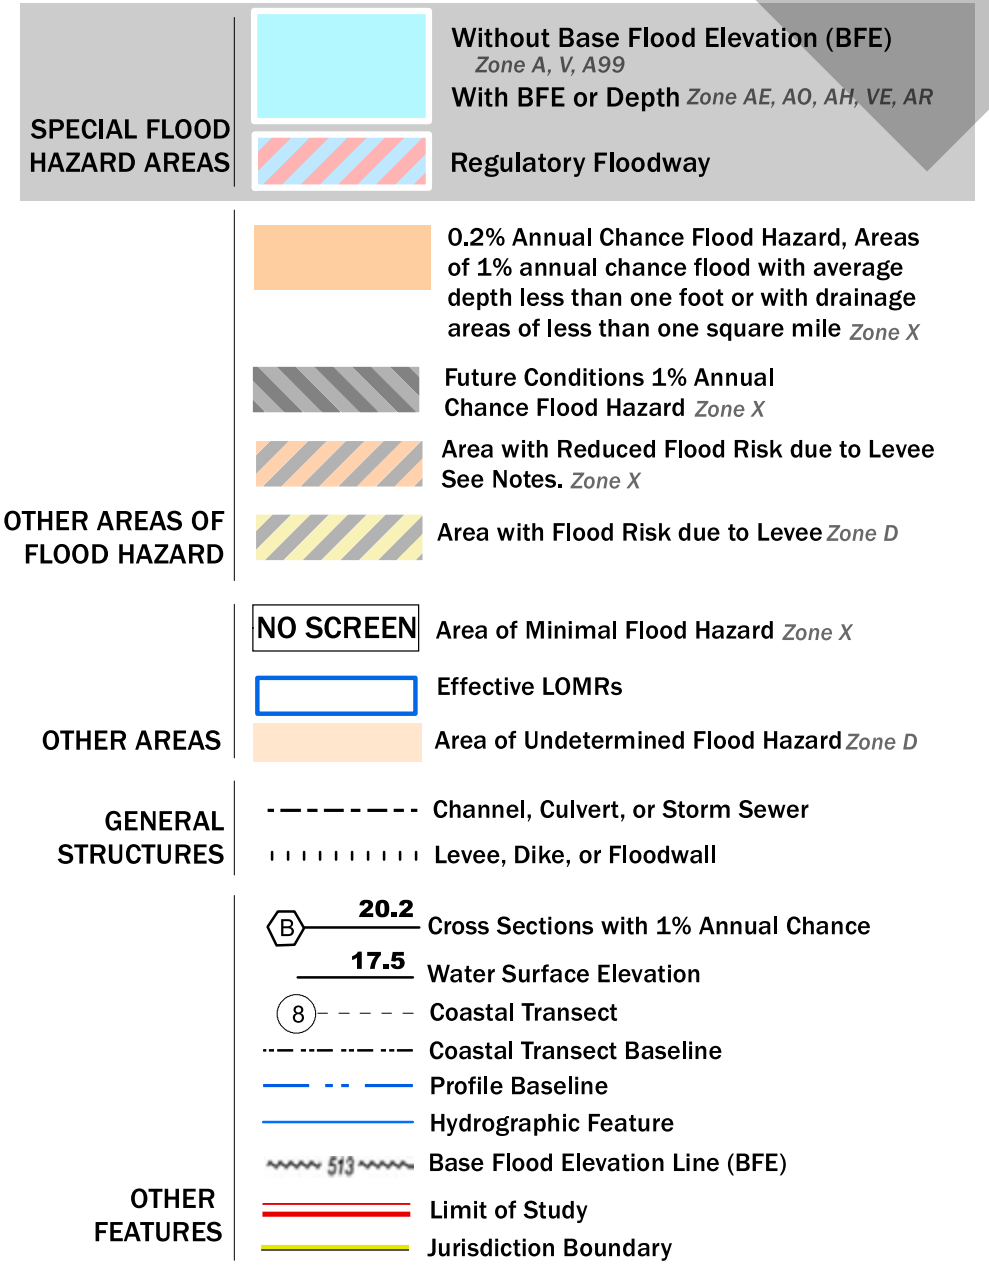 Without Base Flood Elevation (BFE)
Zone A, V, A99
With BFE or Depth Zone AE, AO, AH, VE, AR
SPECIAL FLOOD
HAZARD AREAS
Regulatory Floodway
0.2% Annual Chance Flood Hazard, Areas
of 1% annual chance flood with average
depth less than one foot or with drainage
areas of less than one square mile Zone X
Future Conditions 1% Annual
Chance Flood Hazard Zone X
Area with Reduced Flood Risk due to Levee
See Notes. Zone X
OTHER AREAS OF
FLOOD HAZARD
Area with Flood Risk due to Levee Zone D
NO SCREEN Area of Minimal Flood Hazard Zone X
Effective LOMRs
OTHER AREAS
Area of Undetermined Flood Hazard Zone D
GENERAL
STRUCTURES
Channel, Culvert, or Storm Sewer
Levee, Dike, or Floodwall
B 20.2 Cross Sections with 1% Annual Chance
17.5 Water Surface Elevation
8 Coastal Transect
Coastal Transect Baseline
Profile Baseline
Hydrographic Feature
513 Base Flood Elevation Line (BFE)
OTHER
FEATURES
Limit of Study
Jurisdiction Boundary